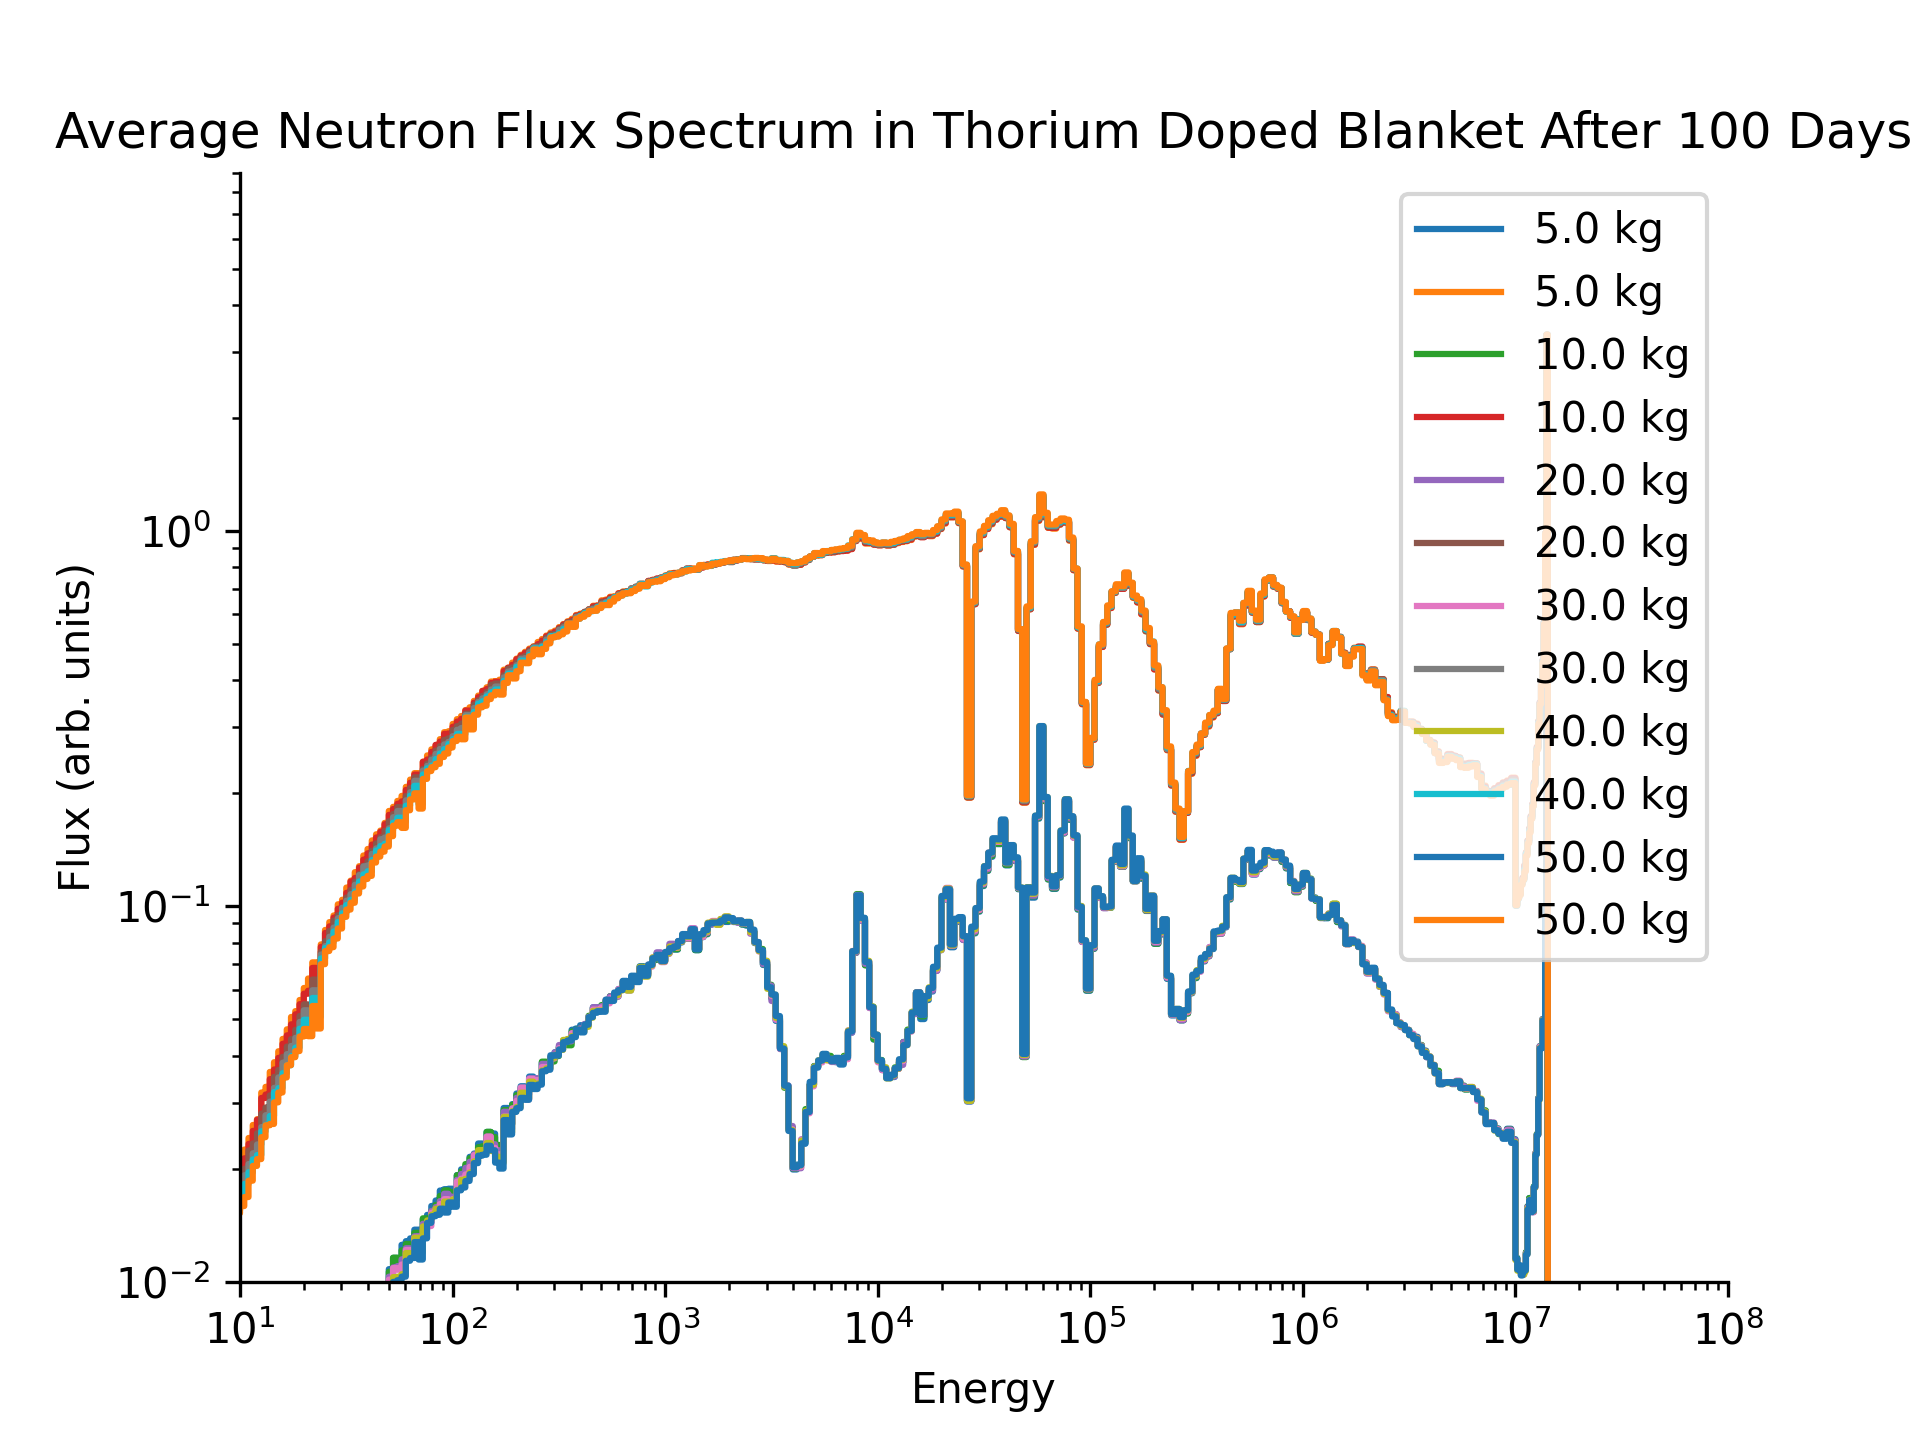 Average Neutron Flux Spectrum in Thorium Doped Blanket After 100 Days
5.0 kg
5.0 kg
10.0 kg
10.0 kg
20.0 kg
20.0 kg
30.0 kg
30.0 kg
40.0 kg
40.0 kg
50.0 kg
50.0 kg
Flux (arb. units)
10⁰
10⁻¹
10⁻²
10¹ 10² 10³ 10⁴ 10⁵ 10⁶ 10⁷ 10⁸
Energy